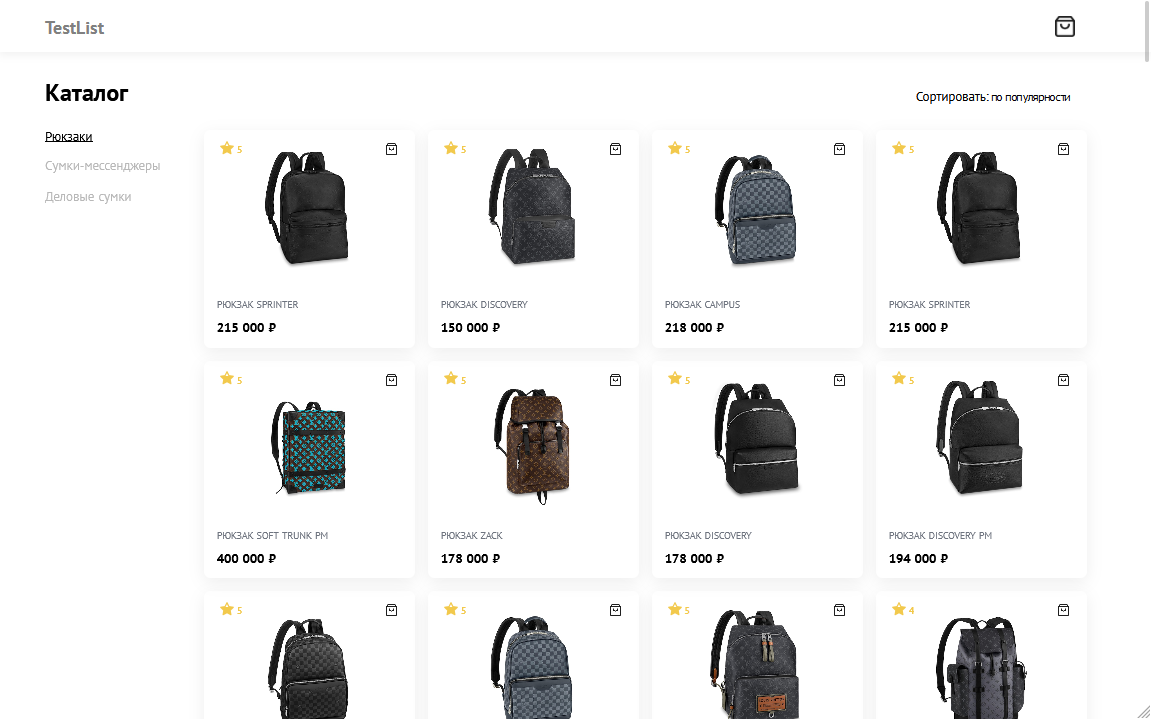 TestList
Каталог
Сортировать: по популярности
Рюкзаки
Сумки-мессенджеры
Деловые сумки
5
5
5
5
РЮКЗАК SPRINTER
РЮКЗАК DISCOVERY
РЮКЗАК CAMPUS
РЮКЗАК SPRINTER
215 000 ₽
150 000 ₽
218 000 ₽
215 000 ₽
5
5
5
5
РЮКЗАК SOFT TRUNK PM
РЮКЗАК ZACK
РЮКЗАК DISCOVERY
РЮКЗАК DISCOVERY PM
400 000 ₽
178 000 ₽
178 000 ₽
194 000 ₽
5
5
5
4